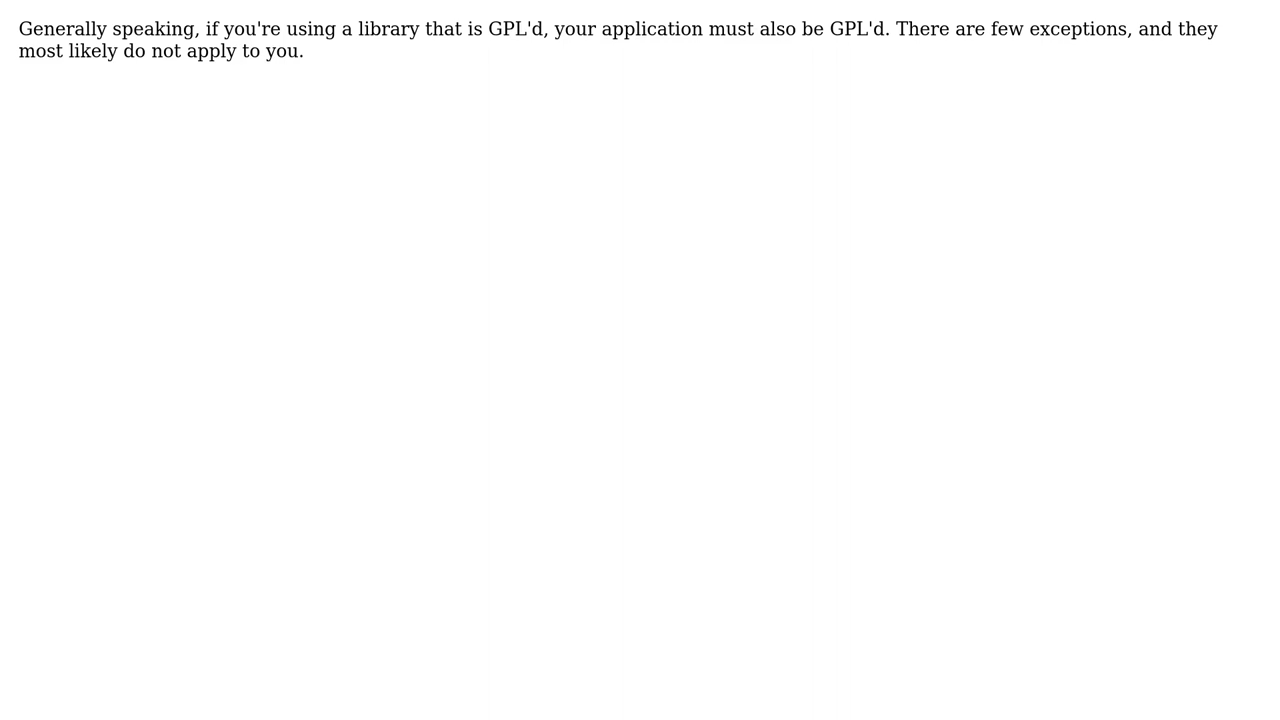 Generally speaking, if you're using a library that is GPL'd, your application must also be GPL'd. There are few exceptions, and they
most likely do not apply to you.